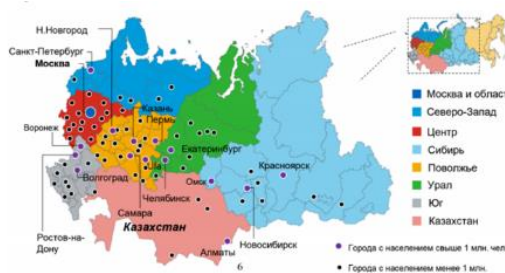 Н.Новгород
Санкт-Петербург
Москва
Казань
Пермь
Воронеж
Екатеринбург
Красноярск
Омск
Волгоград
Челябинск
Самара
Казахстан
Ростов-на-
Дону
Алматы
Новосибирск
6
Москва и област
Северо-Запад
Центр
Сибирь
Поволжье
Урал
Юг
Казахстан
Города с населением свыше 1 млн. чел
Города с населением менее 1 млн.